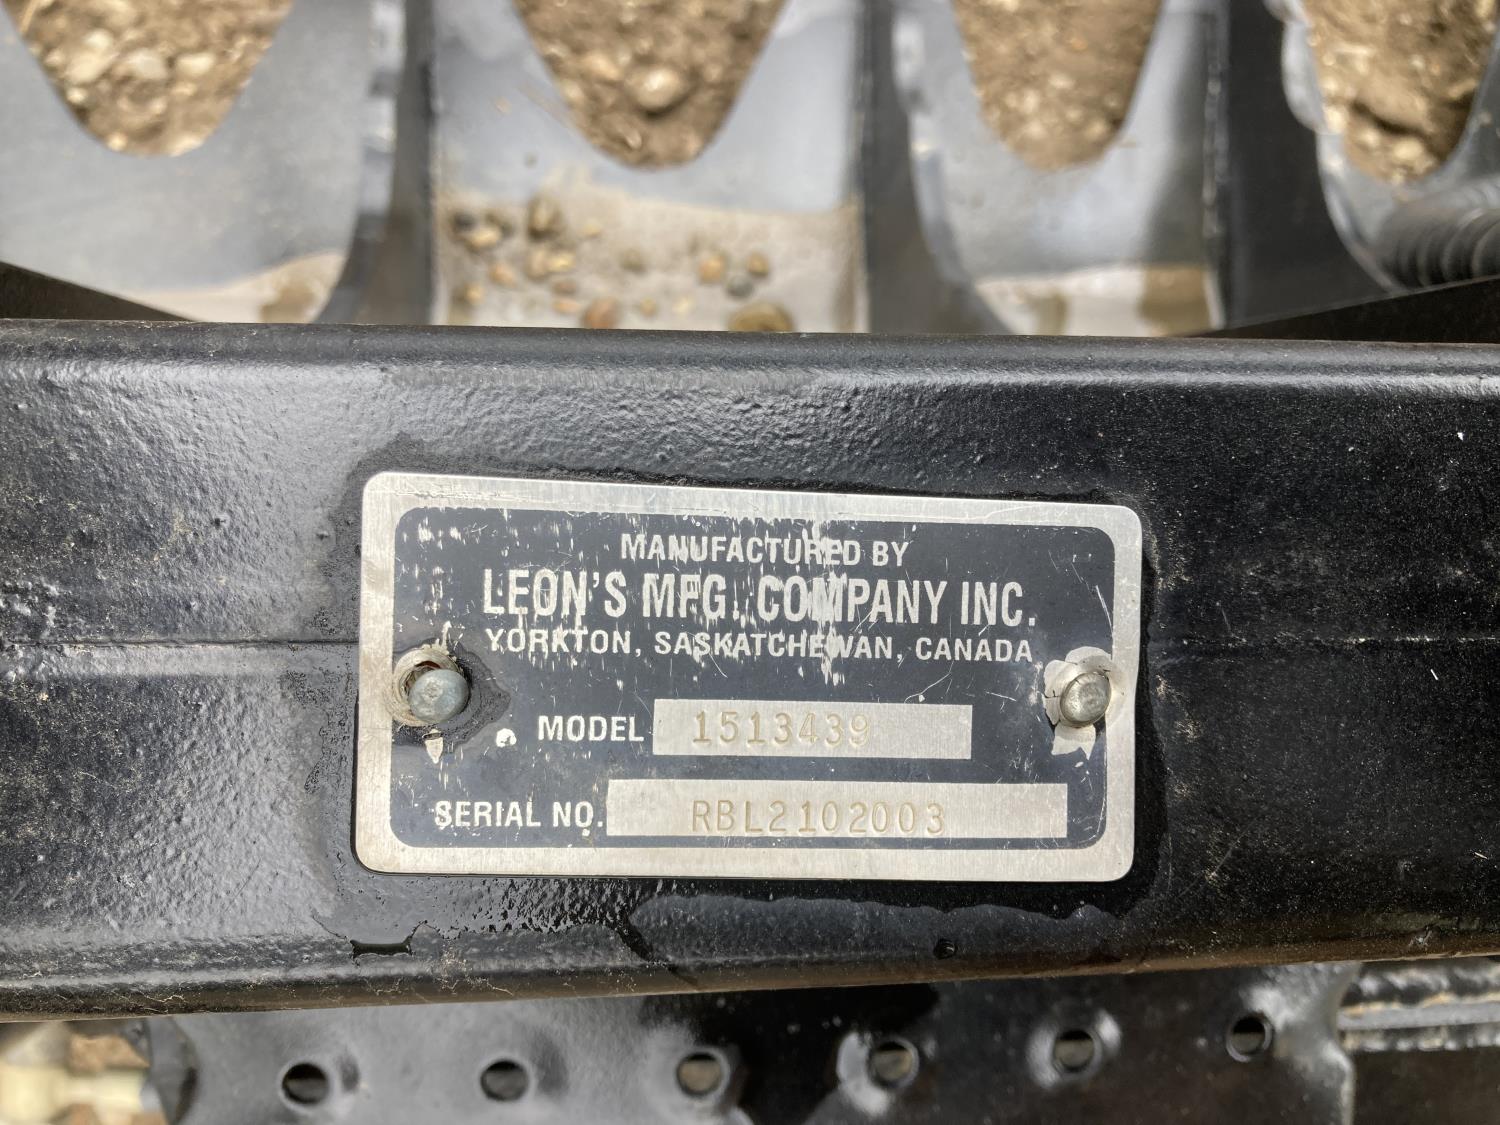 MANUFACTURED BY
LEON'S MFG. COMPANY INC.
YORKTON, SASKATCHEWAN, CANADA
MODEL 1513439
SERIAL NO. RBL2102003